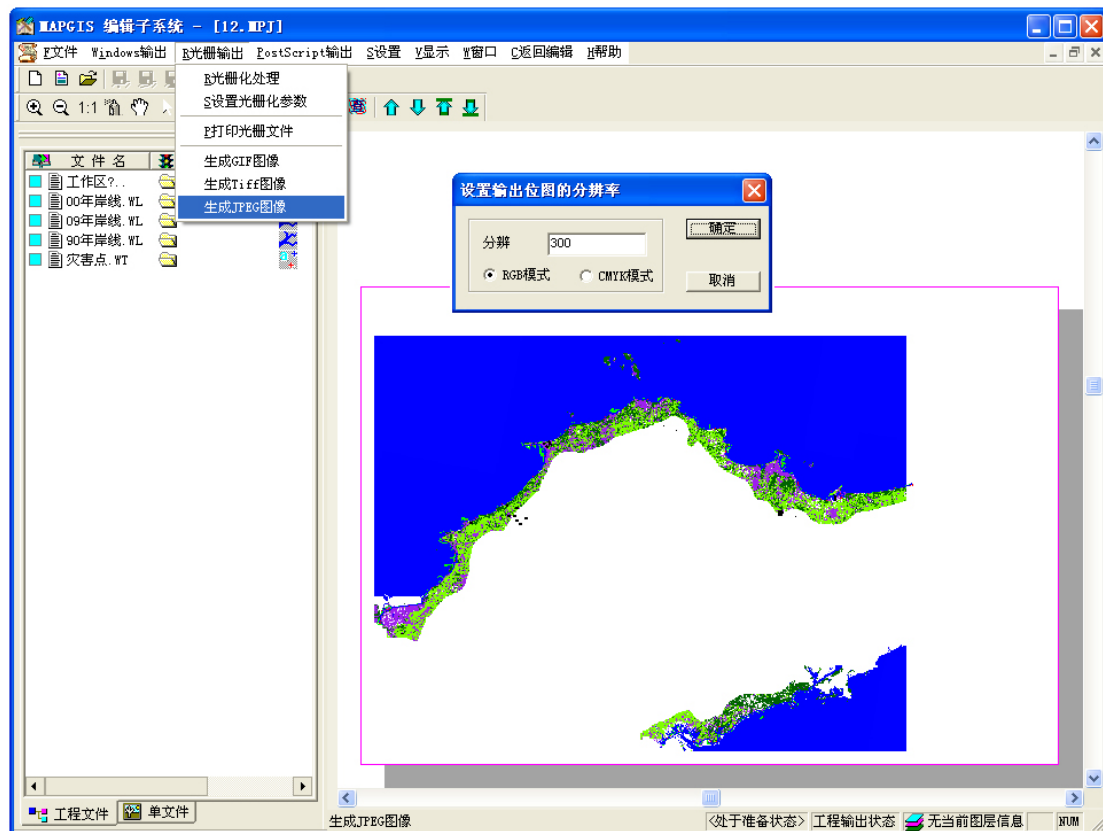 MAPGIS 编辑子系统 - [12.MPJ]
F文件 Windows输出 R光栅输出 PostScript输出 S设置 V显示 W窗口 C返回编辑 H帮助
R光栅化处理
S设置光栅化参数
P打印光栅文件
生成GIF图像
生成Tiff图像
生成JPEG图像
1:1
文件名
工作区?..
00年岸线.WL
09年岸线.WL
90年岸线.WL
灾害点.WT
设置输出位图的分辨率
分辨 300
确定
RGB模式 CMYK模式
取消
工程文件 单文件
生成JPEG图像 <处于准备状态> 工程输出状态 无当前图层信息 NUM